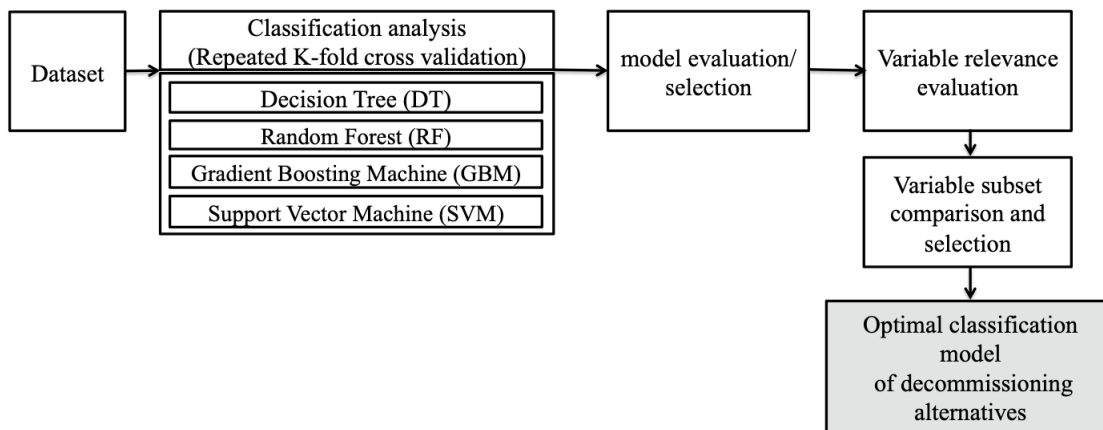 Dataset
Classification analysis
(Repeated K-fold cross validation)
Decision Tree (DT)
Random Forest (RF)
Gradient Boosting Machine (GBM)
Support Vector Machine (SVM)
model evaluation/
selection
Variable relevance
evaluation
Variable subset
comparison and
selection
Optimal classification
model
of decommissioning
alternatives